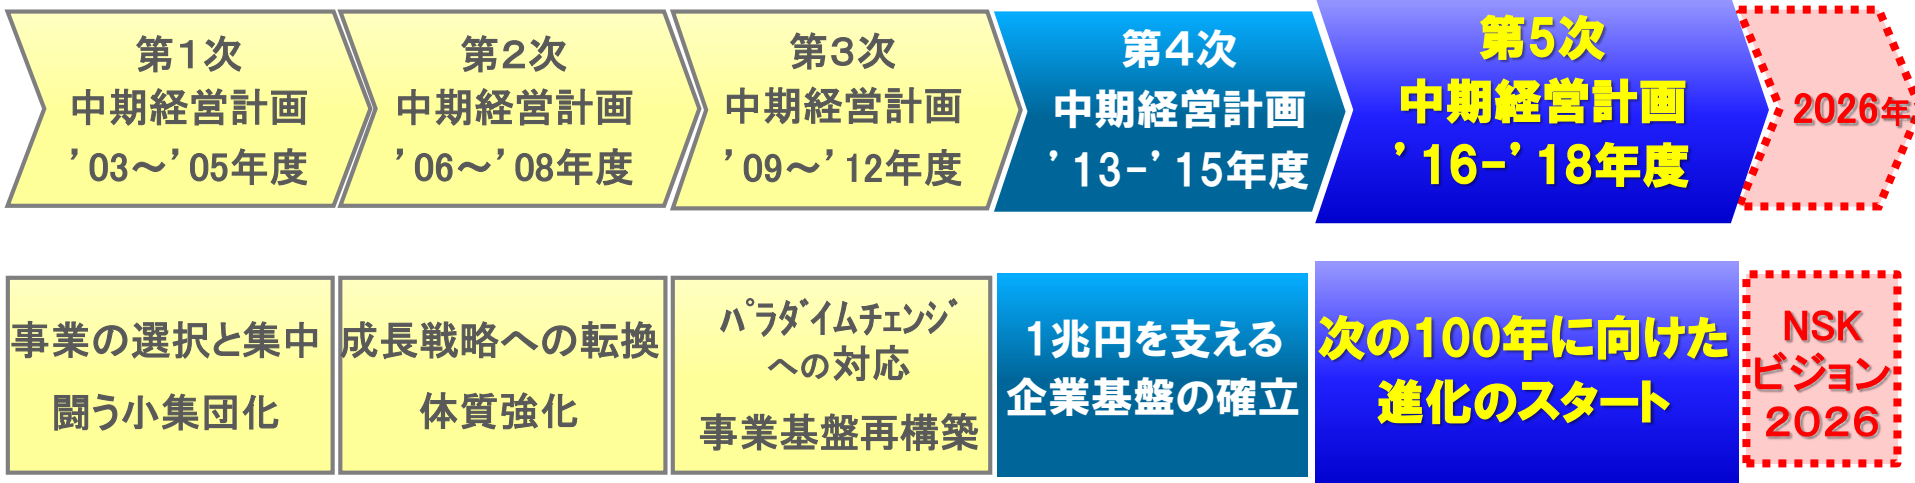 第１次
中期経営計画
’03～’05年度
第２次
中期経営計画
’06～’08年度
第３次
中期経営計画
’09～’12年度
第４次
中期経営計画
’13-’15年度
第５次
中期経営計画
’16-’18年度
2026年
事業の選択と集中
闘う小集団化
成長戦略への転換
体質強化
ﾊﾟﾗﾀﾞｲﾑﾁｪﾝｼﾞ
への対応
事業基盤再構築
1兆円を支える
企業基盤の確立
次の100年に向けた
進化のスタート
NSK
ビジョン
２０２６